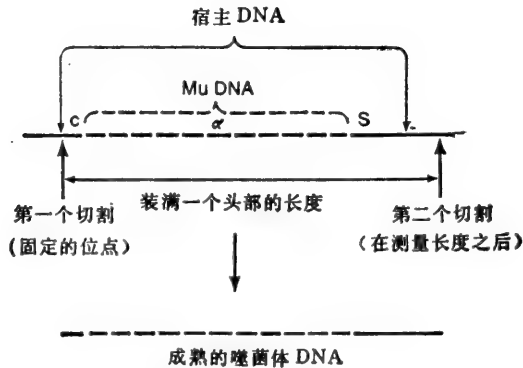 宿主DNA
Mu DNA
c α S
装满一个头部的长度
第一个切割
(固定的位点)
第二个切割
(在测量长度之后)
成熟的噬菌体DNA